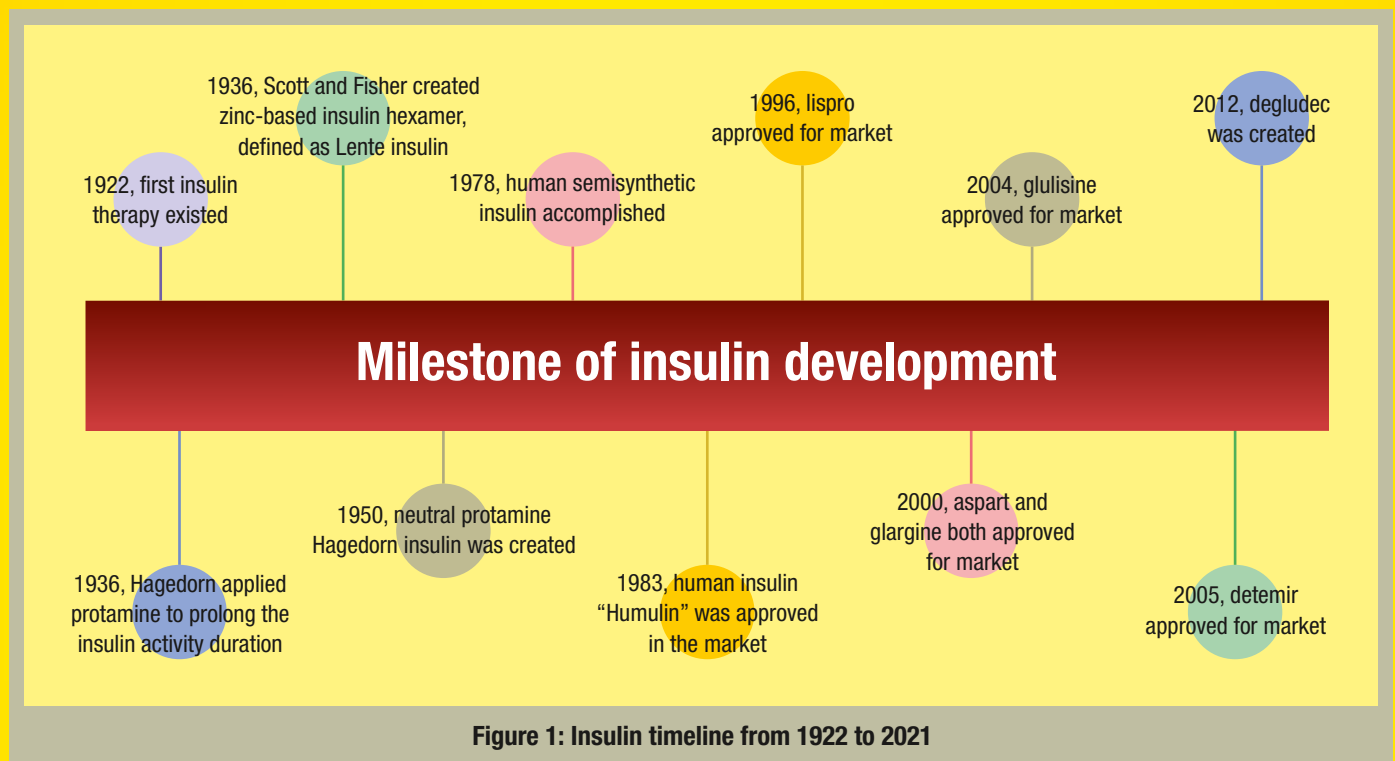 1936, Scott and Fisher created
zinc-based insulin hexamer,
defined as Lente insulin
1996, lispro
approved for market
2012, degludec
was created
1922, first insulin
therapy existed
1978, human semisynthetic
insulin accomplished
2004, glulisine
approved for market
Milestone of insulin development
1950, neutral protamine
Hagedorn insulin was created
2000, aspart and
glargine both approved
for market
1936, Hagedorn applied
protamine to prolong the
insulin activity duration
1983, human insulin
“Humulin” was approved
in the market
2005, detemir
approved for market
Figure 1: Insulin timeline from 1922 to 2021